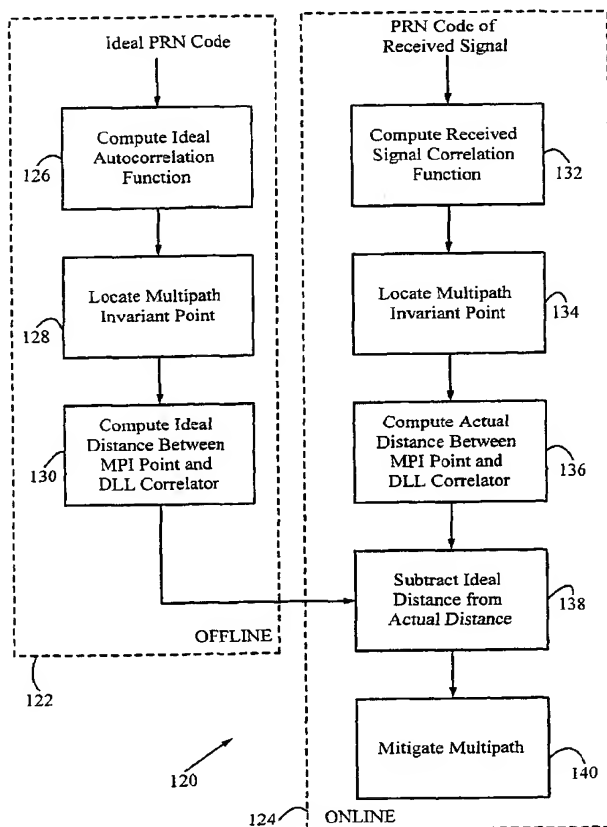 Ideal PRN Code
Compute Ideal
Autocorrelation
Function
126
Locate Multipath
Invariant Point
128
Compute Ideal
Distance Between
MPI Point and
DLL Correlator
130
OFFLINE
122
120
PRN Code of
Received Signal
Compute Received
Signal Correlation
Function
132
Locate Multipath
Invariant Point
134
Compute Actual
Distance Between
MPI Point and
DLL Correlator
136
Subtract Ideal
Distance from
Actual Distance
138
Mitigate Multipath
140
124
ONLINE